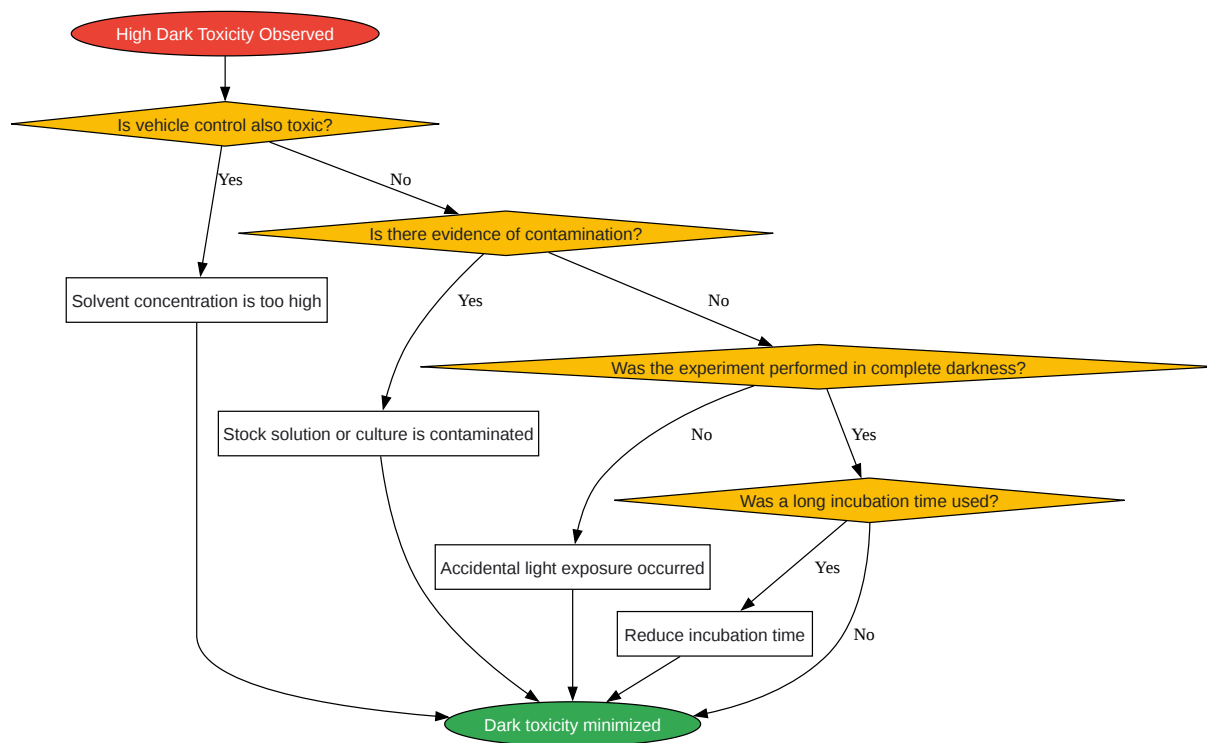 High Dark Toxicity Observed
Is vehicle control also toxic?
Yes
No
Is there evidence of contamination?
Solvent concentration is too high
Yes
No
Was the experiment performed in complete darkness?
Stock solution or culture is contaminated
No
Yes
Was a long incubation time used?
Accidental light exposure occurred
Yes
Reduce incubation time
No
Dark toxicity minimized